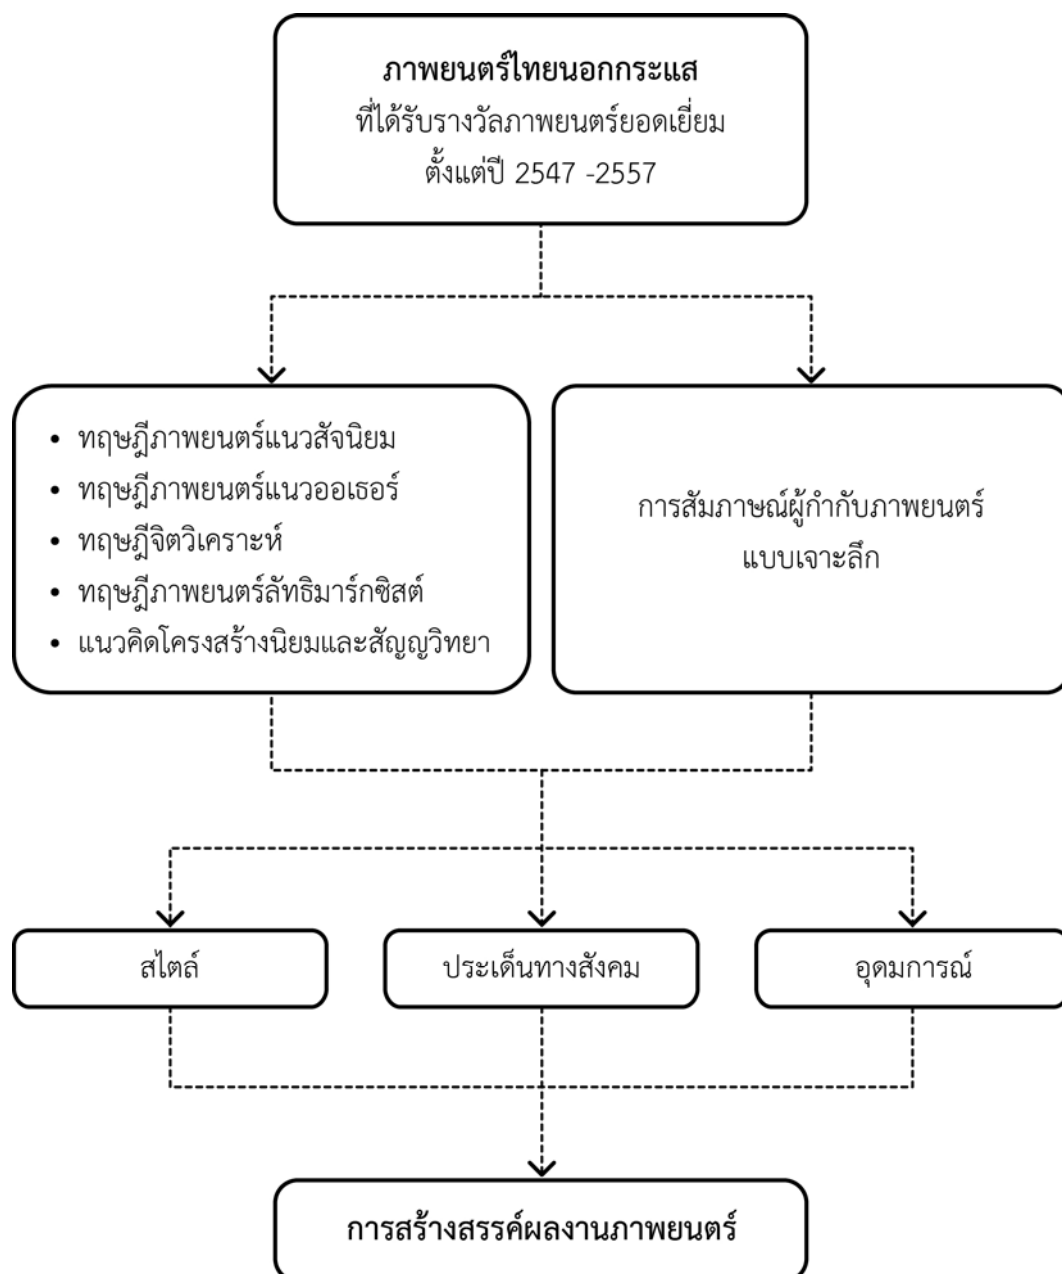 ภาพยนตร์ไทยนอกกระแส
ที่ได้รับรางวัลภาพยนตร์ยอดเยี่ยม
ตั้งแต่ปี 2547 -2557
• ทฤษฎีภาพยนตร์แนวสัจนิยม
• ทฤษฎีภาพยนตร์แนวออเธอร์
• ทฤษฎีจิตวิเคราะห์
• ทฤษฎีภาพยนตร์ลัทธิมาร์กซิสต์
• แนวคิดโครงสร้างนิยมและสัญญวิทยา
การสัมภาษณ์ผู้กำกับภาพยนตร์
แบบเจาะลึก
สไตล์
ประเด็นทางสังคม
อุดมการณ์
การสร้างสรรค์ผลงานภาพยนตร์